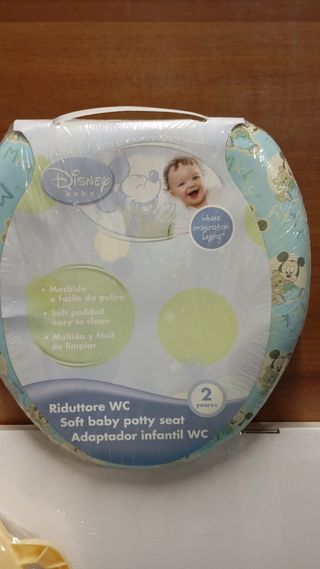 Disney
baby
where
imagination
begins
• Morbido
e facile da pulire
• Soft padded
easy to clean
• Mullido y fácil
de limpiar
2
years+
Riduttore WC
Soft baby potty seat
Adaptador infantil WC